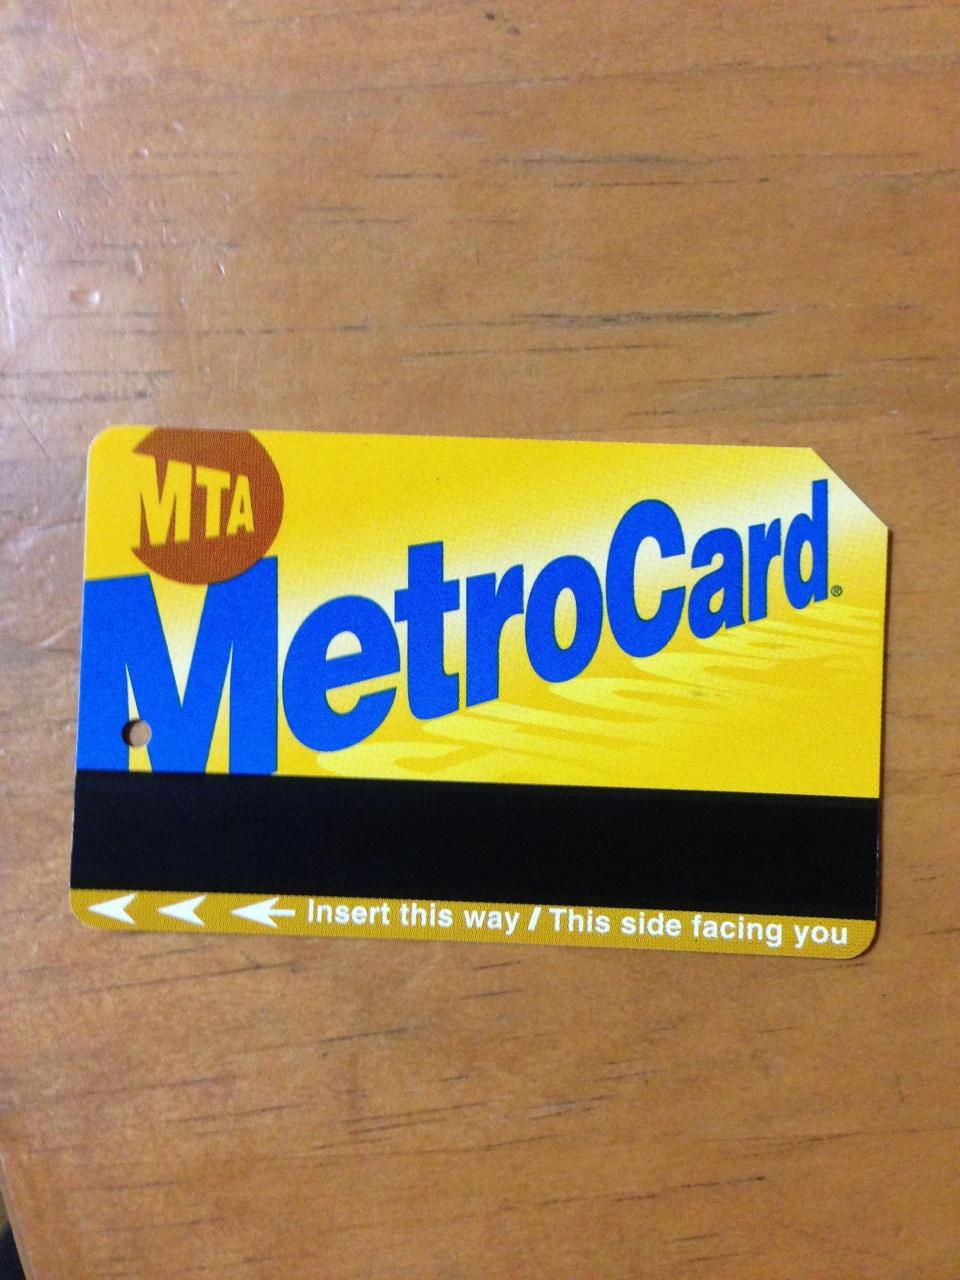 MTA
MetroCard®
Insert this way / This side facing you